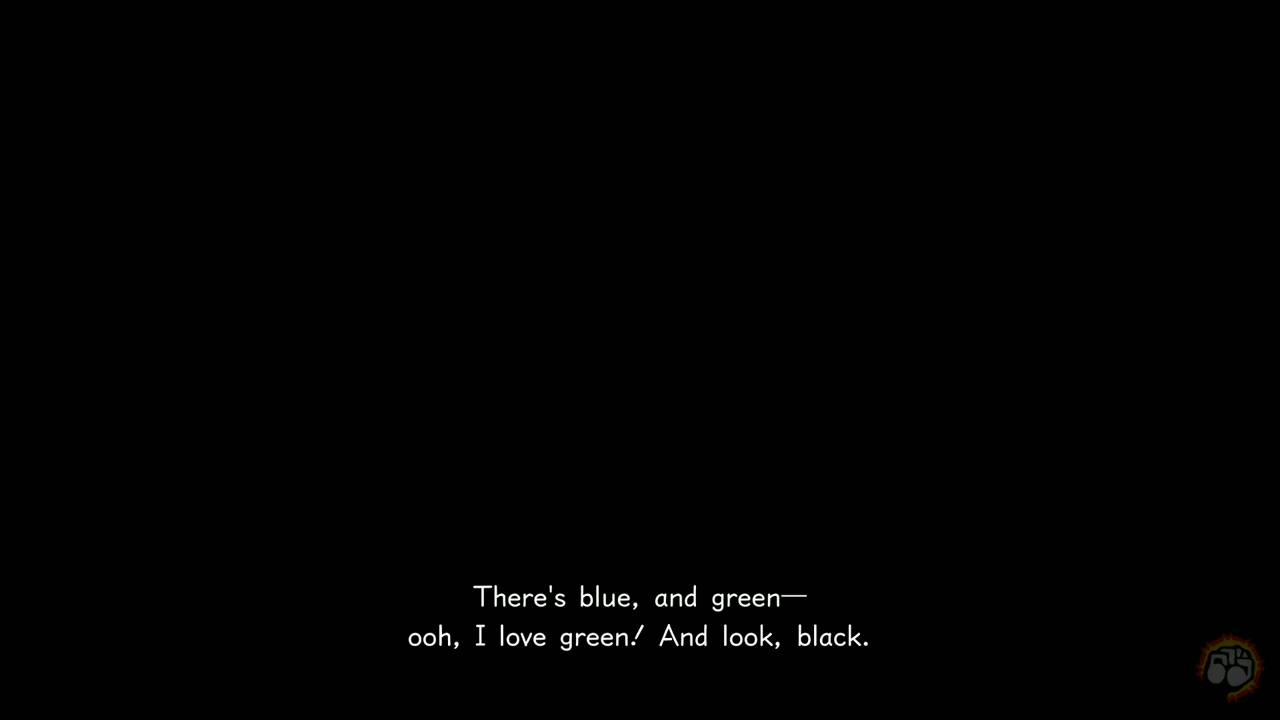 There's blue, and green—
ooh, I love green! And look, black.